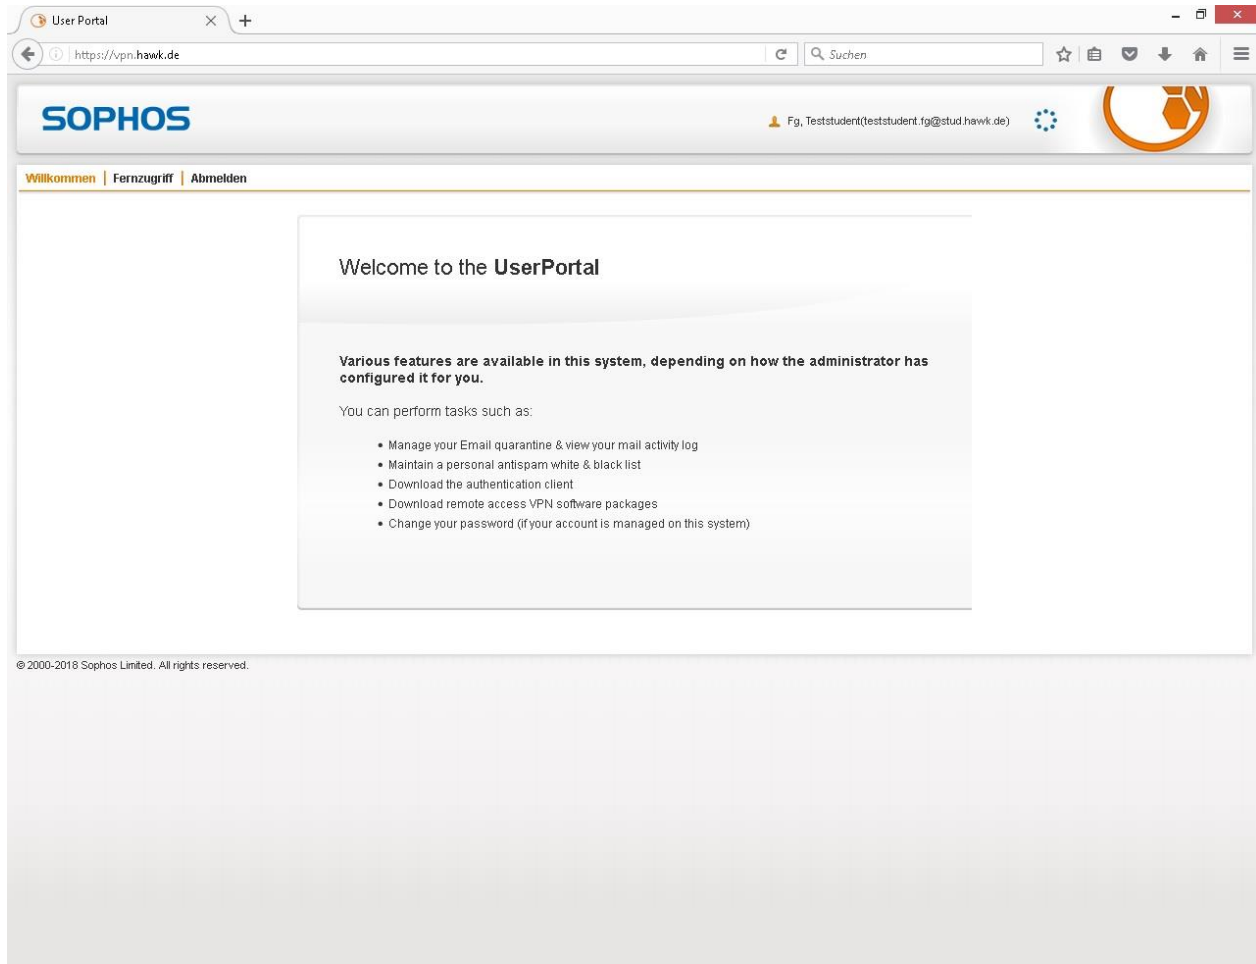 User Portal
https://vpn.hawk.de
Suchen
SOPHOS
Fg, Teststudent(teststudent.fg@stud.hawk.de)
Willkommen | Fernzugriff | Abmelden
Welcome to the UserPortal
Various features are available in this system, depending on how the administrator has
configured it for you.
You can perform tasks such as:
• Manage your Email quarantine & view your mail activity log
• Maintain a personal antispam white & black list
• Download the authentication client
• Download remote access VPN software packages
• Change your password (if your account is managed on this system)
© 2000-2018 Sophos Limited. All rights reserved.